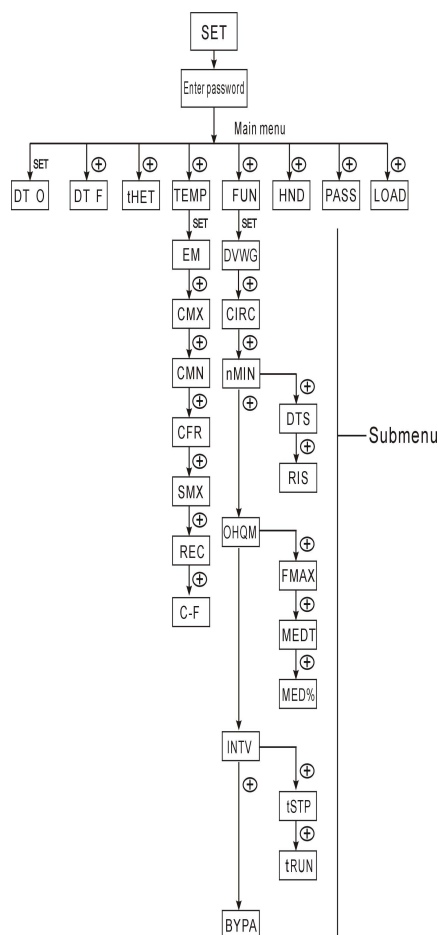 SET
Enter password
Main menu
SET
DT O
DT F
tHET
TEMP
FUN
HND
PASS
LOAD
SET
SET
EM
DVWG
CMX
CIRC
CMN
nMIN
CFR
DTS
Submenu
SMX
RIS
REC
OHQM
C-F
FMAX
MEDT
MED%
INTV
tSTP
tRUN
BYPA